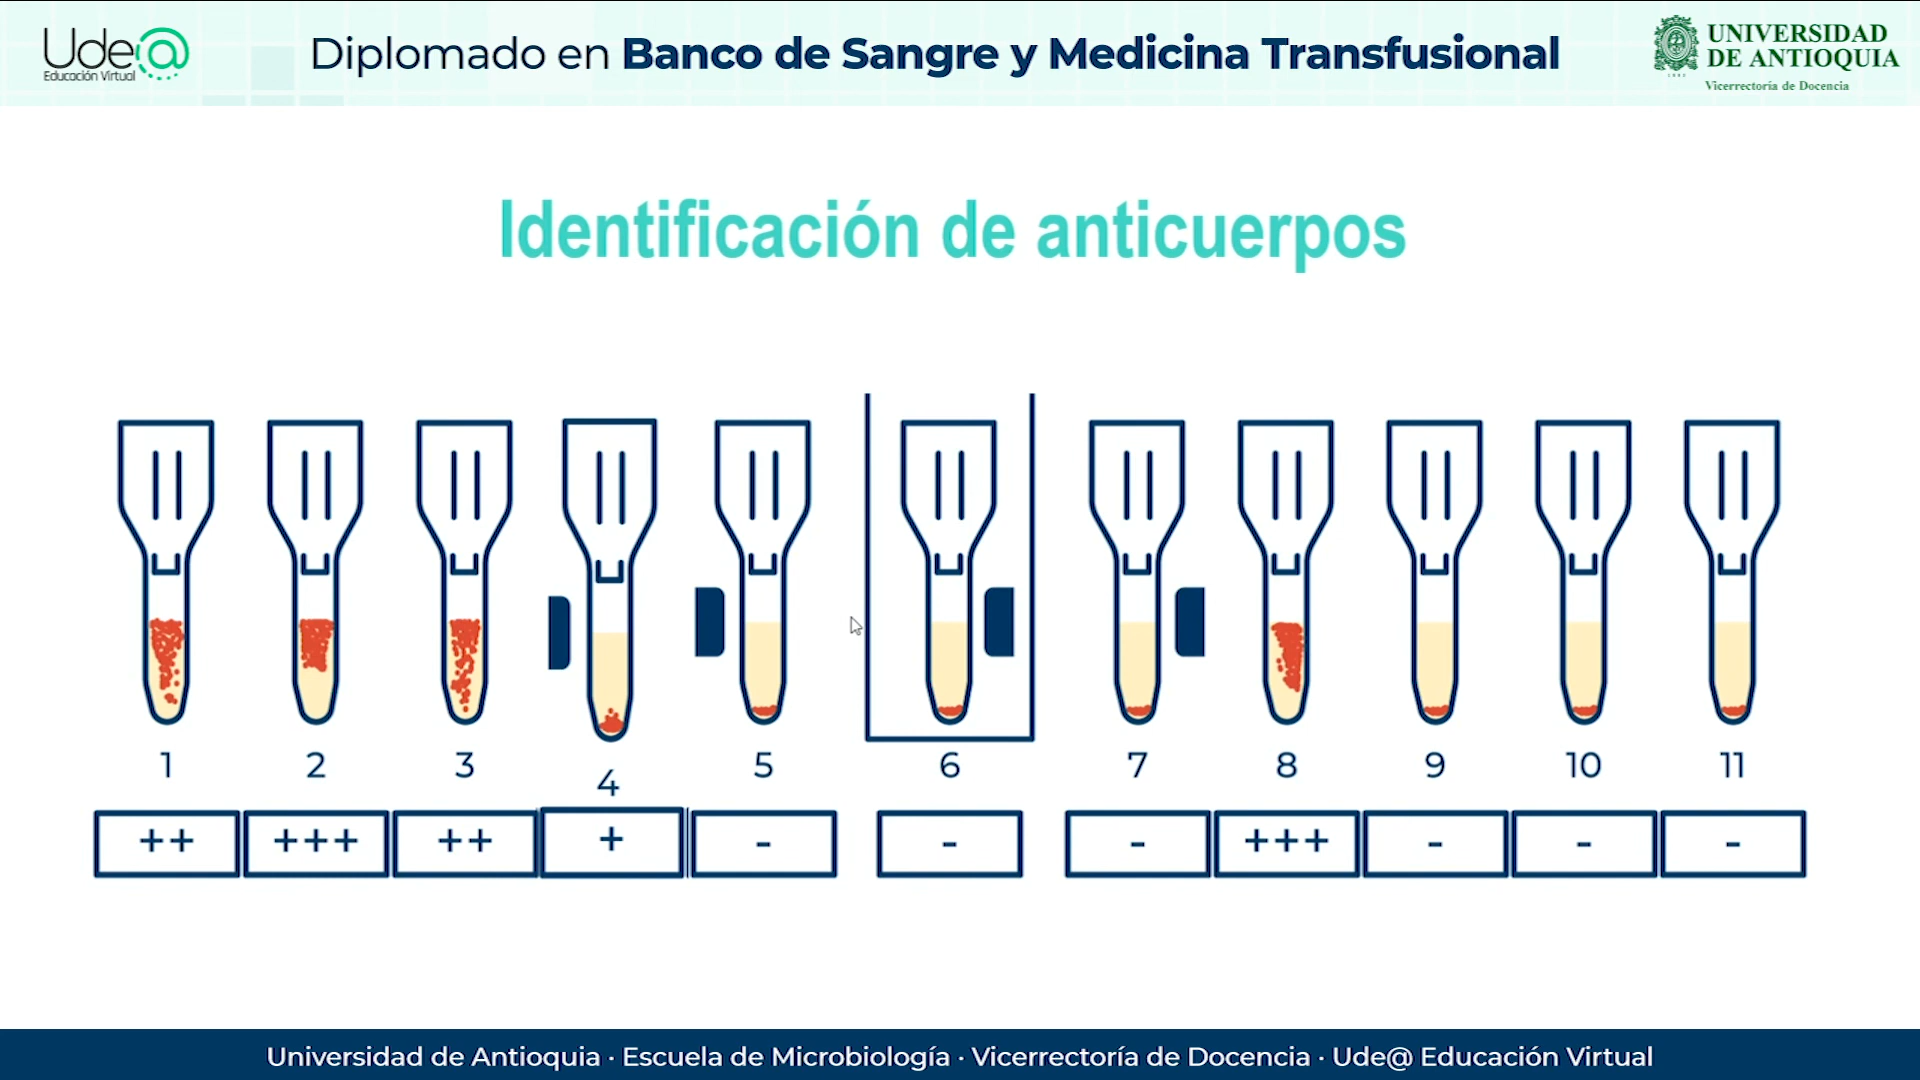 Ude@
Educación Virtual
Diplomado en Banco de Sangre y Medicina Transfusional
UNIVERSIDAD
DE ANTIOQUIA
1803
Vicerrectoría de Docencia
Identificación de anticuerpos
1 2 3 4 5 6 7 8 9 10 11
++ +++ ++ + - - - +++ - - -
Universidad de Antioquia · Escuela de Microbiología · Vicerrectoría de Docencia · Ude@ Educación Virtual